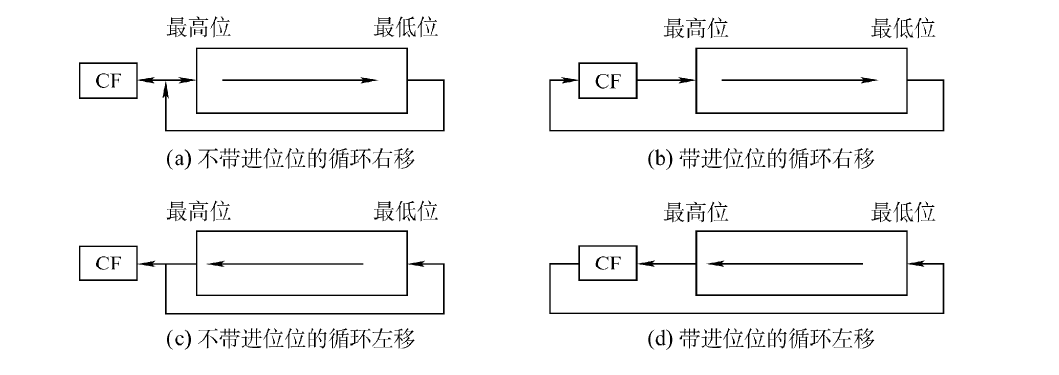 最高位 最低位 最高位 最低位
CF CF
(a) 不带进位位的循环右移 (b) 带进位位的循环右移
最高位 最低位 最高位 最低位
CF CF
(c) 不带进位位的循环左移 (d) 带进位位的循环左移